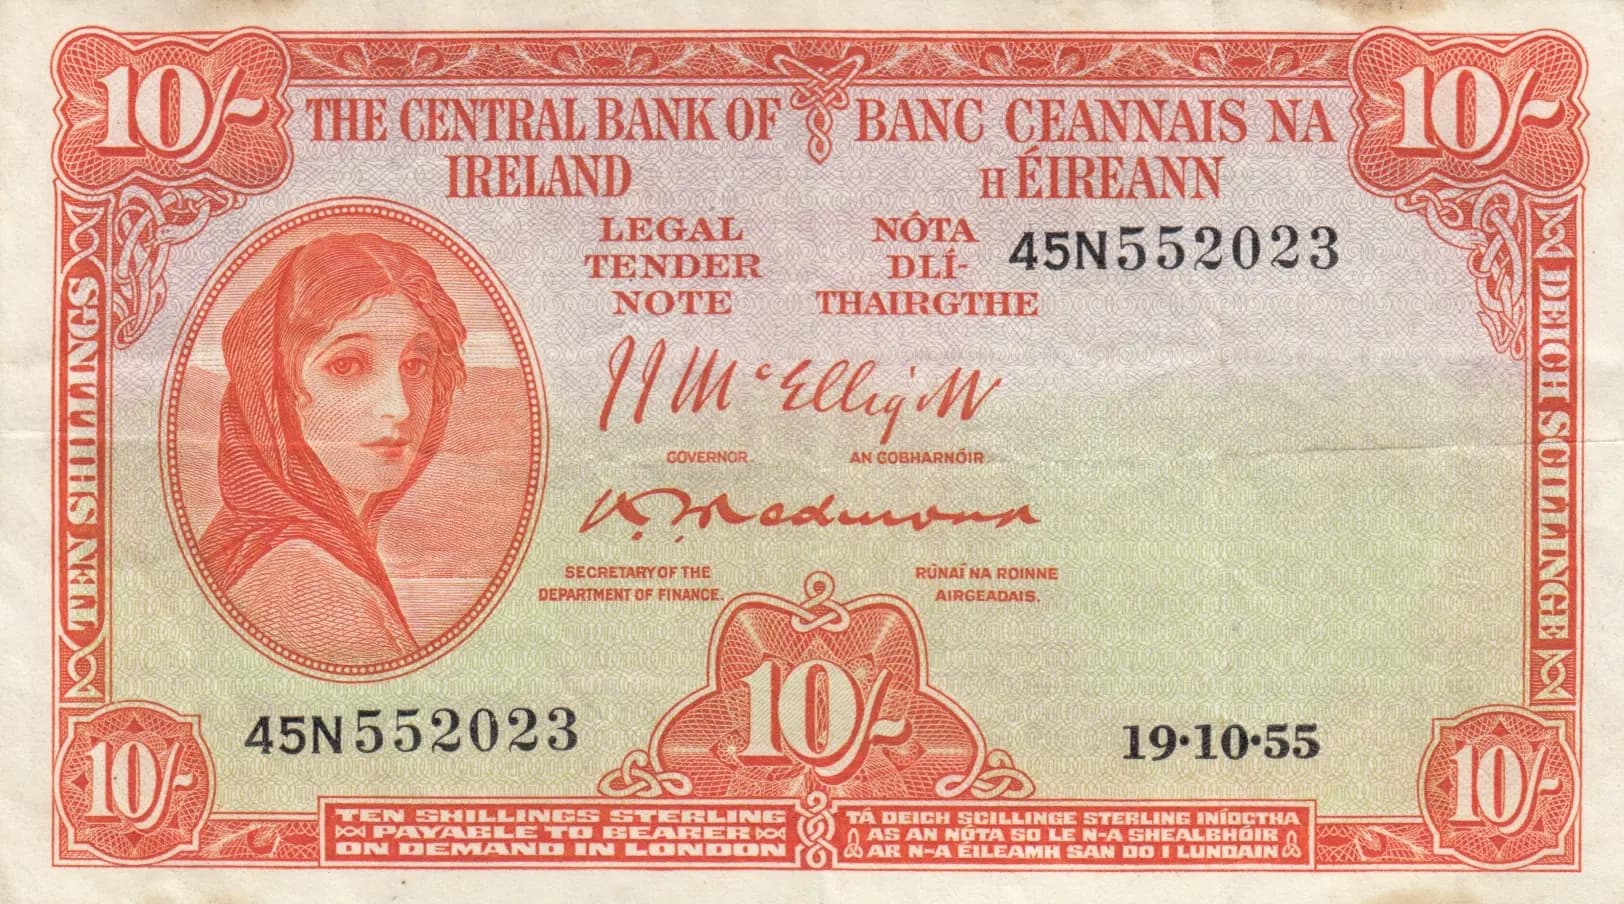 10/-
10/-
THE CENTRAL BANK OF
IRELAND
BANC CEANNAIS NA
H ÉIREANN
LEGAL
TENDER
NOTE
NÓTA
DLÍ-
THAIRGTHE
45N552023
TEN SHILLINGS
DEICH SCILLINGE
J J McElligott
GOVERNOR.
AN GOBHARNÓIR
K. P. Redmond
SECRETARY OF THE
DEPARTMENT OF FINANCE.
RÚNAÍ NA ROINNE
AIRGEADAIS.
45N552023
10/-
19·10·55
10/-
10/-
TEN SHILLINGS STERLING
PAYABLE TO BEARER
ON DEMAND IN LONDON
TÁ DEICH SCILLINGE STERLING INÍOCTHA
AS AN NÓTA SO LE N-A SHEALBHÓIR
AR N-A ÉILEAMH SAN DO I LUNDAIN